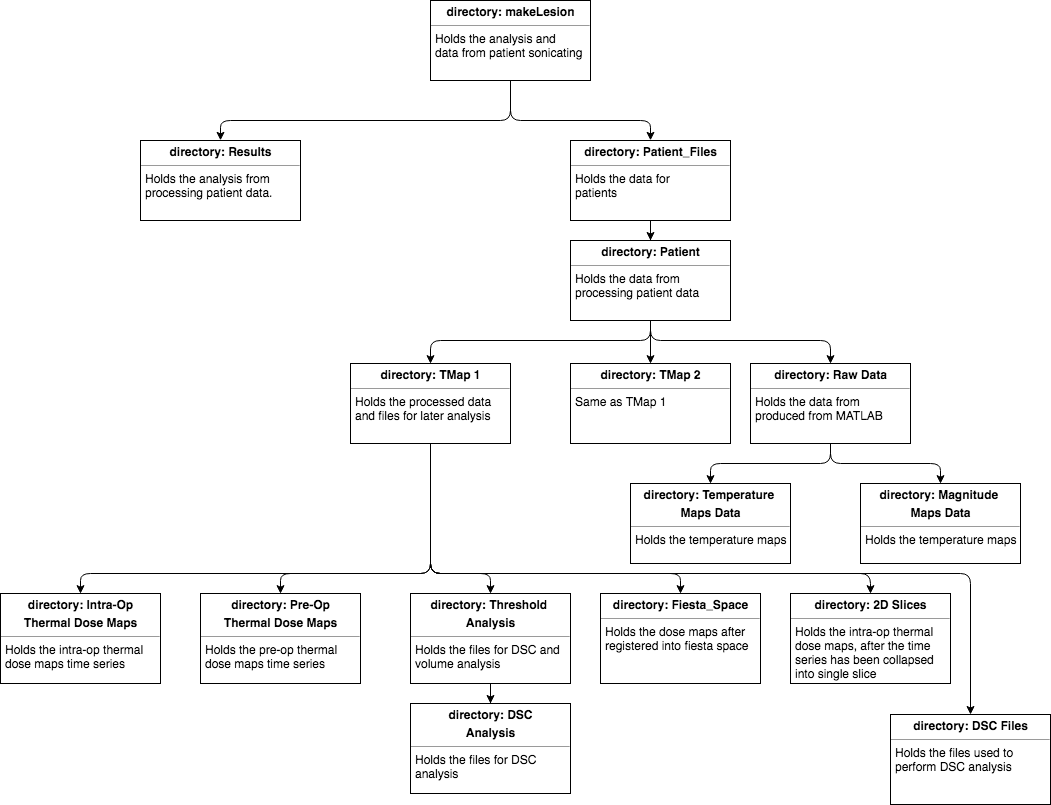 directory: makeLesion
Holds the analysis and
data from patient sonicating
directory: Results
Holds the analysis from
processing patient data.
directory: Patient_Files
Holds the data for
patients
directory: Patient
Holds the data from
processing patient data
directory: TMap 1
Holds the processed data
and files for later analysis
directory: TMap 2
Same as TMap 1
directory: Raw Data
Holds the data from
produced from MATLAB
directory: Temperature
Maps Data
Holds the temperature maps
directory: Magnitude
Maps Data
Holds the temperature maps
directory: Intra-Op
Thermal Dose Maps
Holds the intra-op thermal
dose maps time series
directory: Pre-Op
Thermal Dose Maps
Holds the pre-op thermal
dose maps time series
directory: Threshold
Analysis
Holds the files for DSC and
volume analysis
directory: Fiesta_Space
Holds the dose maps after
registered into fiesta space
directory: 2D Slices
Holds the intra-op thermal
dose maps, after the time
series has been collapsed
into single slice
directory: DSC
Analysis
Holds the files for DSC
analysis
directory: DSC Files
Holds the files used to
perform DSC analysis